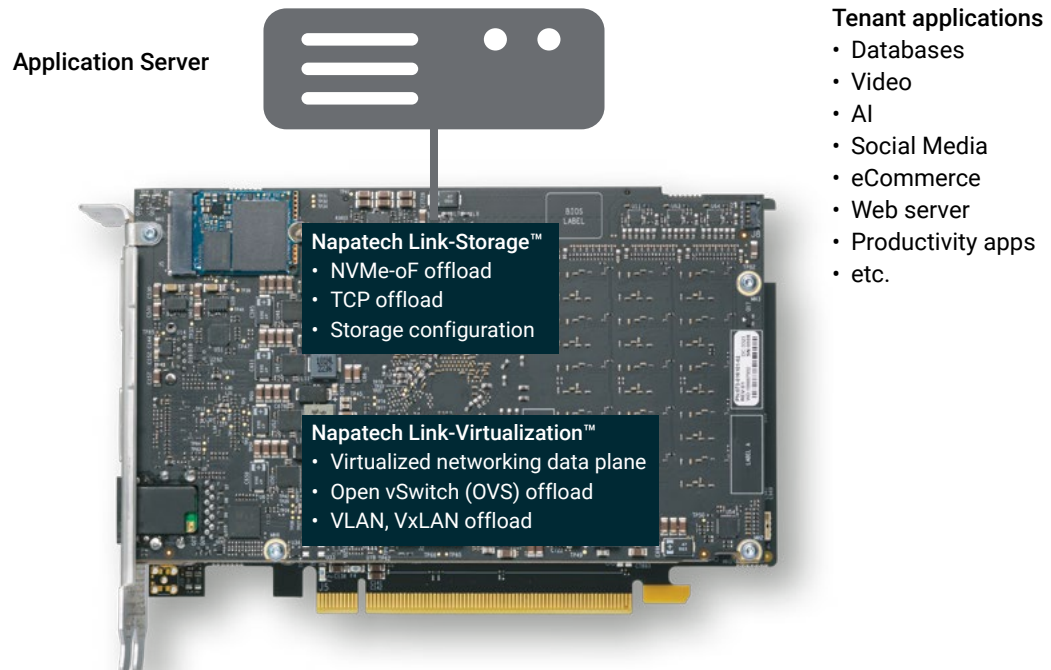 Application Server
Tenant applications
• Databases
• Video
• AI
• Social Media
• eCommerce
• Web server
• Productivity apps
• etc.
BIOS
LABEL
Napatech Link-Storage™
• NVMe-oF offload
• TCP offload
• Storage configuration
LABEL A
Napatech Link-Virtualization™
• Virtualized networking data plane
• Open vSwitch (OVS) offload
• VLAN, VxLAN offload
J5